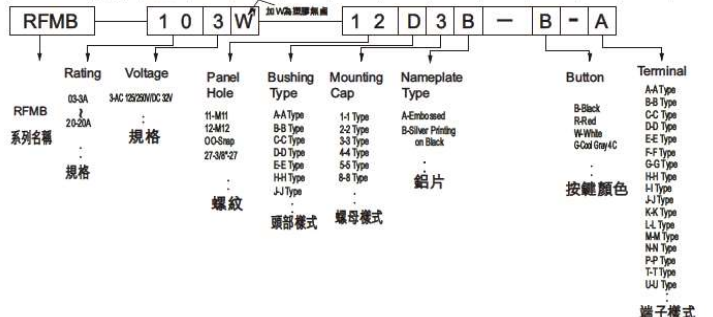 加W為環膠無鹵
RFMB 1 0 3 W 1 2 D 3 B — B - A
RFMB
系列名稱
Rating
03-3A
~
20-20A
:
規格
Voltage
3-AC 125/250V/DC 32V
:
規格
Panel
Hole
11-M11
12-M12
OO-Snap
27-3/8"-27
:
螺紋
Bushing
Type
A-A Type
B-B Type
C-C Type
D-D Type
E-E Type
H-H Type
J-J Type
:
頭部樣式
Mounting
Cap
1-1 Type
2-2 Type
3-3 Type
4-4 Type
5-5 Type
8-8 Type
:
螺母樣式
Nameplate
Type
A-Embossed
B-Silver Printing
on Black
:
鋁片
Button
B-Black
R-Red
W-White
G-Cool Gray 4C
:
按鍵顏色
Terminal
A-A Type
B-B Type
C-C Type
D-D Type
E-E Type
F-F Type
G-G Type
H-H Type
I-I Type
J-J Type
K-K Type
L-L Type
M-M Type
N-N Type
P-P Type
T-T Type
U-U Type
:
端子樣式